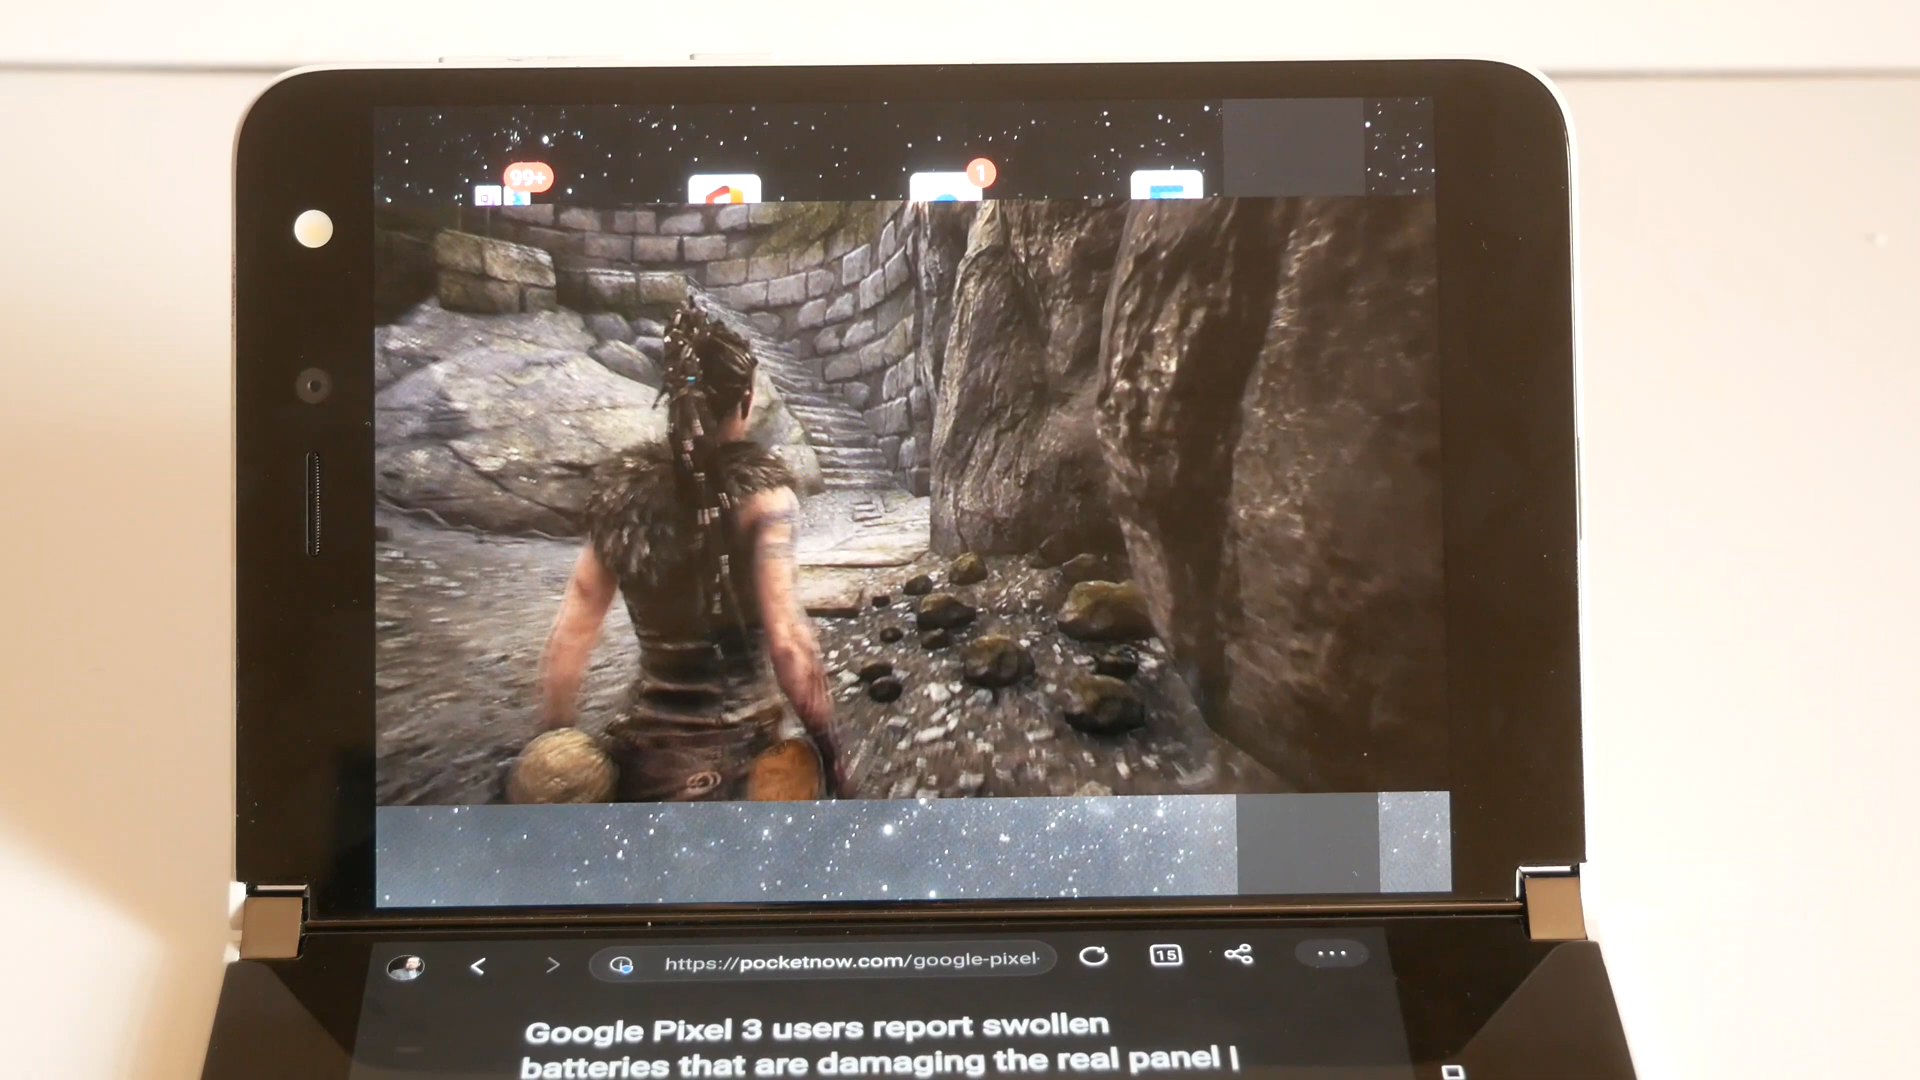 99+
1
https://pocketnow.com/google-pixel
15
Google Pixel 3 users report swollen
batteries that are damaging the real panel |